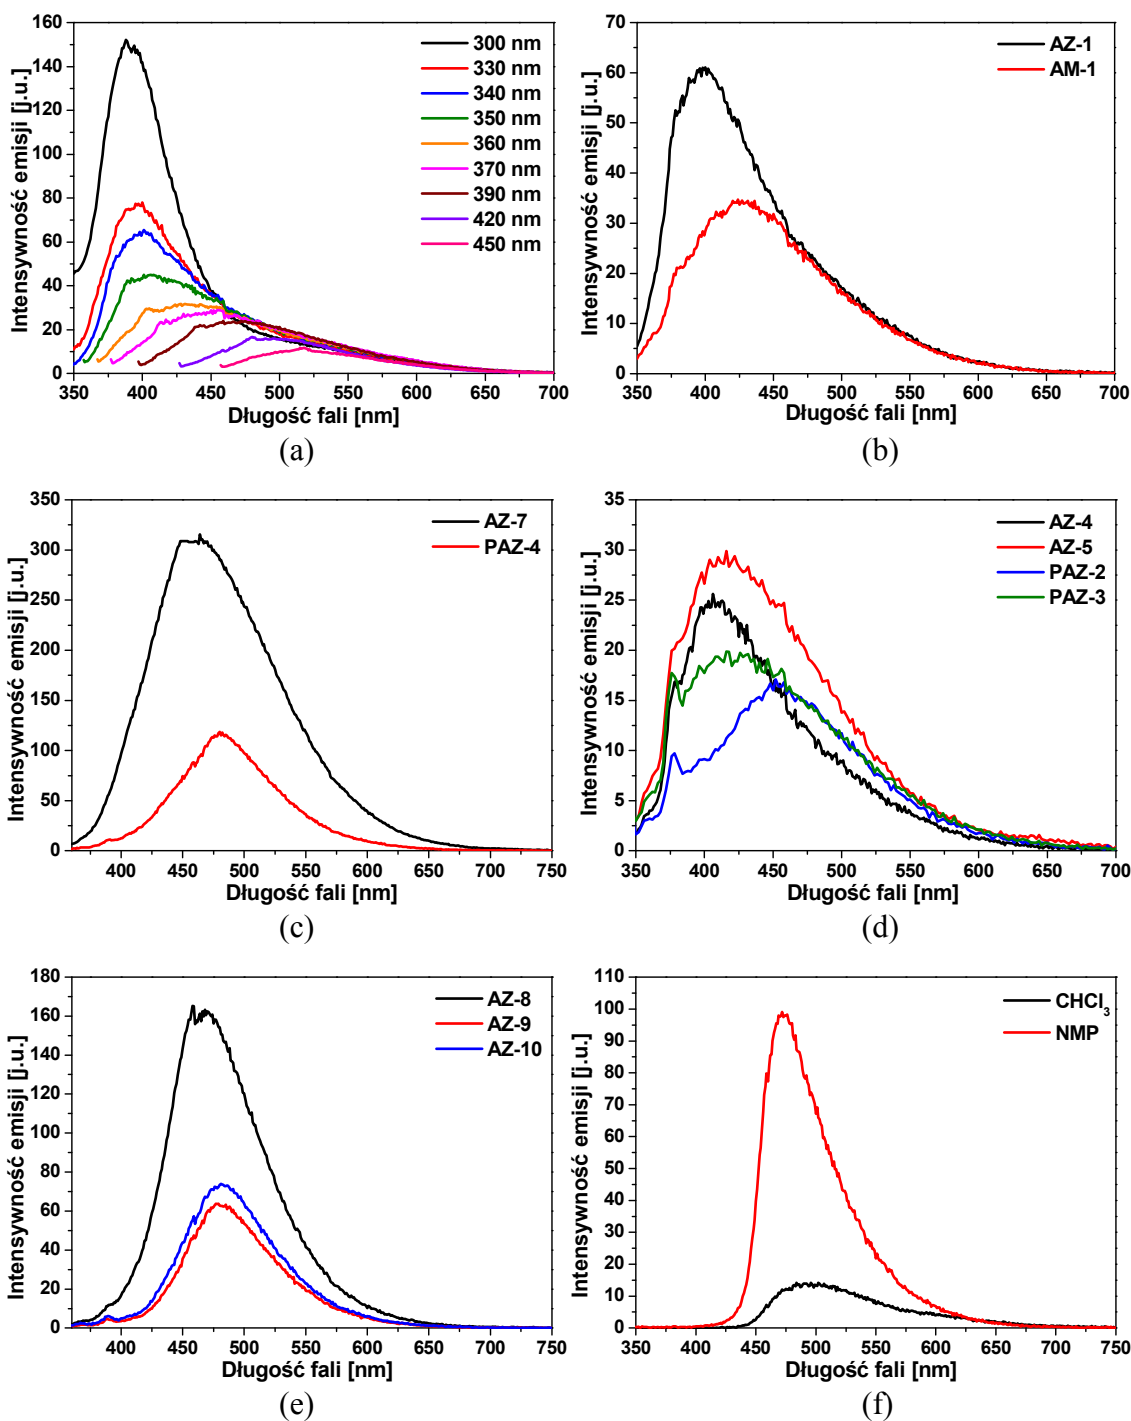 160
140
120
100
80
60
40
20
0
Intensywność emisji [j.u.]
300 nm
330 nm
340 nm
350 nm
360 nm
370 nm
390 nm
420 nm
450 nm
350 400 450 500 550 600 650 700
Długość fali [nm]
(a)
70
60
50
40
30
20
10
0
Intensywność emisji [j.u.]
AZ-1
AM-1
350 400 450 500 550 600 650 700
Długość fali [nm]
(b)
350
300
250
200
150
100
50
0
Intensywność emisji [j.u.]
AZ-7
PAZ-4
400 450 500 550 600 650 700 750
Długość fali [nm]
(c)
35
30
25
20
15
10
5
0
Intensywność emisji [j.u.]
AZ-4
AZ-5
PAZ-2
PAZ-3
350 400 450 500 550 600 650 700
Długość fali [nm]
(d)
180
160
140
120
100
80
60
40
20
0
Intensywność emisji [j.u.]
AZ-8
AZ-9
AZ-10
400 450 500 550 600 650 700 750
Długość fali [nm]
(e)
110
100
90
80
70
60
50
40
30
20
10
0
Intensywność emisji [j.u.]
CHCl₃
NMP
350 400 450 500 550 600 650 700 750
Długość fali [nm]
(f)